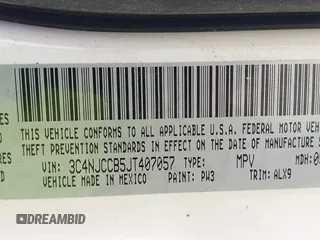 THIS VEHICLE CONFORMS TO ALL APPLICABLE U.S.A. FEDERAL MOTOR
THEFT PREVENTION STANDARDS IN EFFECT ON THE DATE OF MANUFACTURE
VIN: 3C4NJCCB5JT407057 TYPE: MPV MDH:
VEHICLE MADE IN MEXICO PAINT: PW3 TRIM: ALX9
DREAMBID